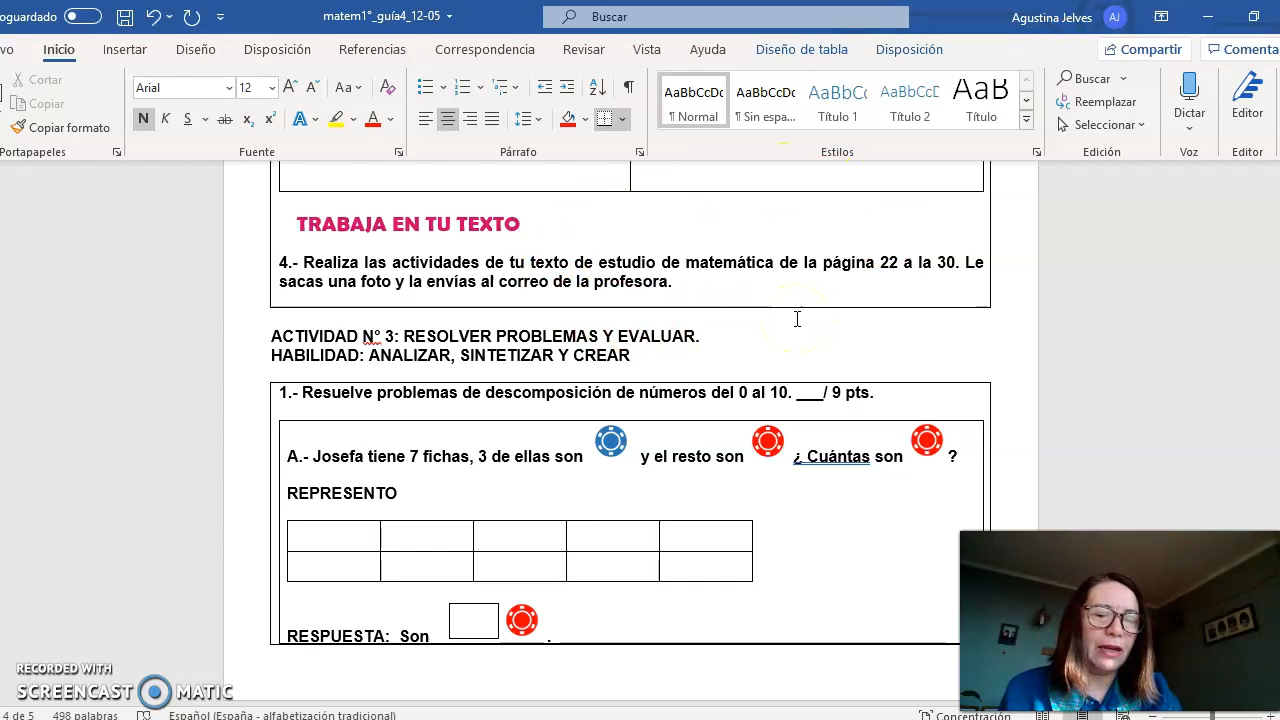 oguardado
matem1°_guía4_12-05
Buscar
Agustina Jelves
AJ
vo Inicio Insertar Diseño Disposición Referencias Correspondencia Revisar Vista Ayuda Diseño de tabla Disposición
Compartir
Comenta
Cortar
Copiar
Copiar formato
Portapapeles
Arial
12
Fuente
Párrafo
AaBbCcDc
¶ Normal
AaBbCcDc
¶ Sin espa...
AaBbCc
Título 1
AaBbCcD
Título 2
AaB
Título
Estilos
Buscar
Reemplazar
Seleccionar
Edición
Dictar
Voz
Editor
Editor
TRABAJA EN TU TEXTO
4.- Realiza las actividades de tu texto de estudio de matemática de la página 22 a la 30. Le
sacas una foto y la envías al correo de la profesora.
ACTIVIDAD N° 3: RESOLVER PROBLEMAS Y EVALUAR.
HABILIDAD: ANALIZAR, SINTETIZAR Y CREAR
1.- Resuelve problemas de descomposición de números del 0 al 10. ___/ 9 pts.
A.- Josefa tiene 7 fichas, 3 de ellas son y el resto son ¿ Cuántas son ?
REPRESENTO
RESPUESTA: Son .
RECORDED WITH
SCREENCAST MATIC
4 de 5 498 palabras Español (España - alfabetización tradicional) Concentración